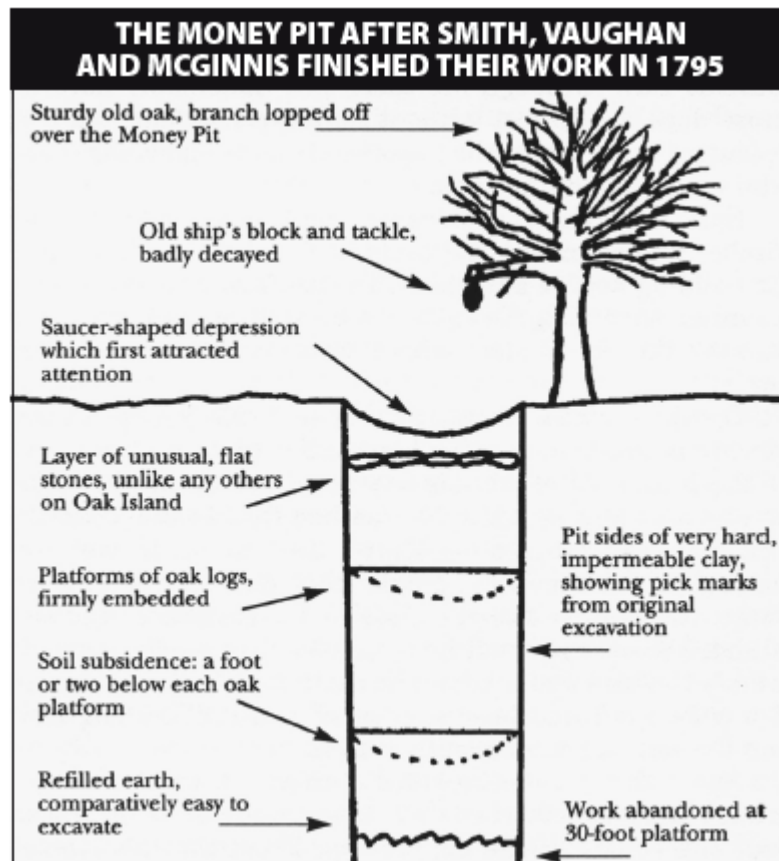 THE MONEY PIT AFTER SMITH, VAUGHAN
AND MCGINNIS FINISHED THEIR WORK IN 1795
Sturdy old oak, branch lopped off
over the Money Pit
Old ship's block and tackle,
badly decayed
Saucer-shaped depression
which first attracted
attention
Layer of unusual, flat
stones, unlike any others
on Oak Island
Platforms of oak logs,
firmly embedded
Pit sides of very hard,
impermeable clay,
showing pick marks
from original
excavation
Soil subsidence: a foot
or two below each oak
platform
Refilled earth,
comparatively easy to
excavate
Work abandoned at
30-foot platform